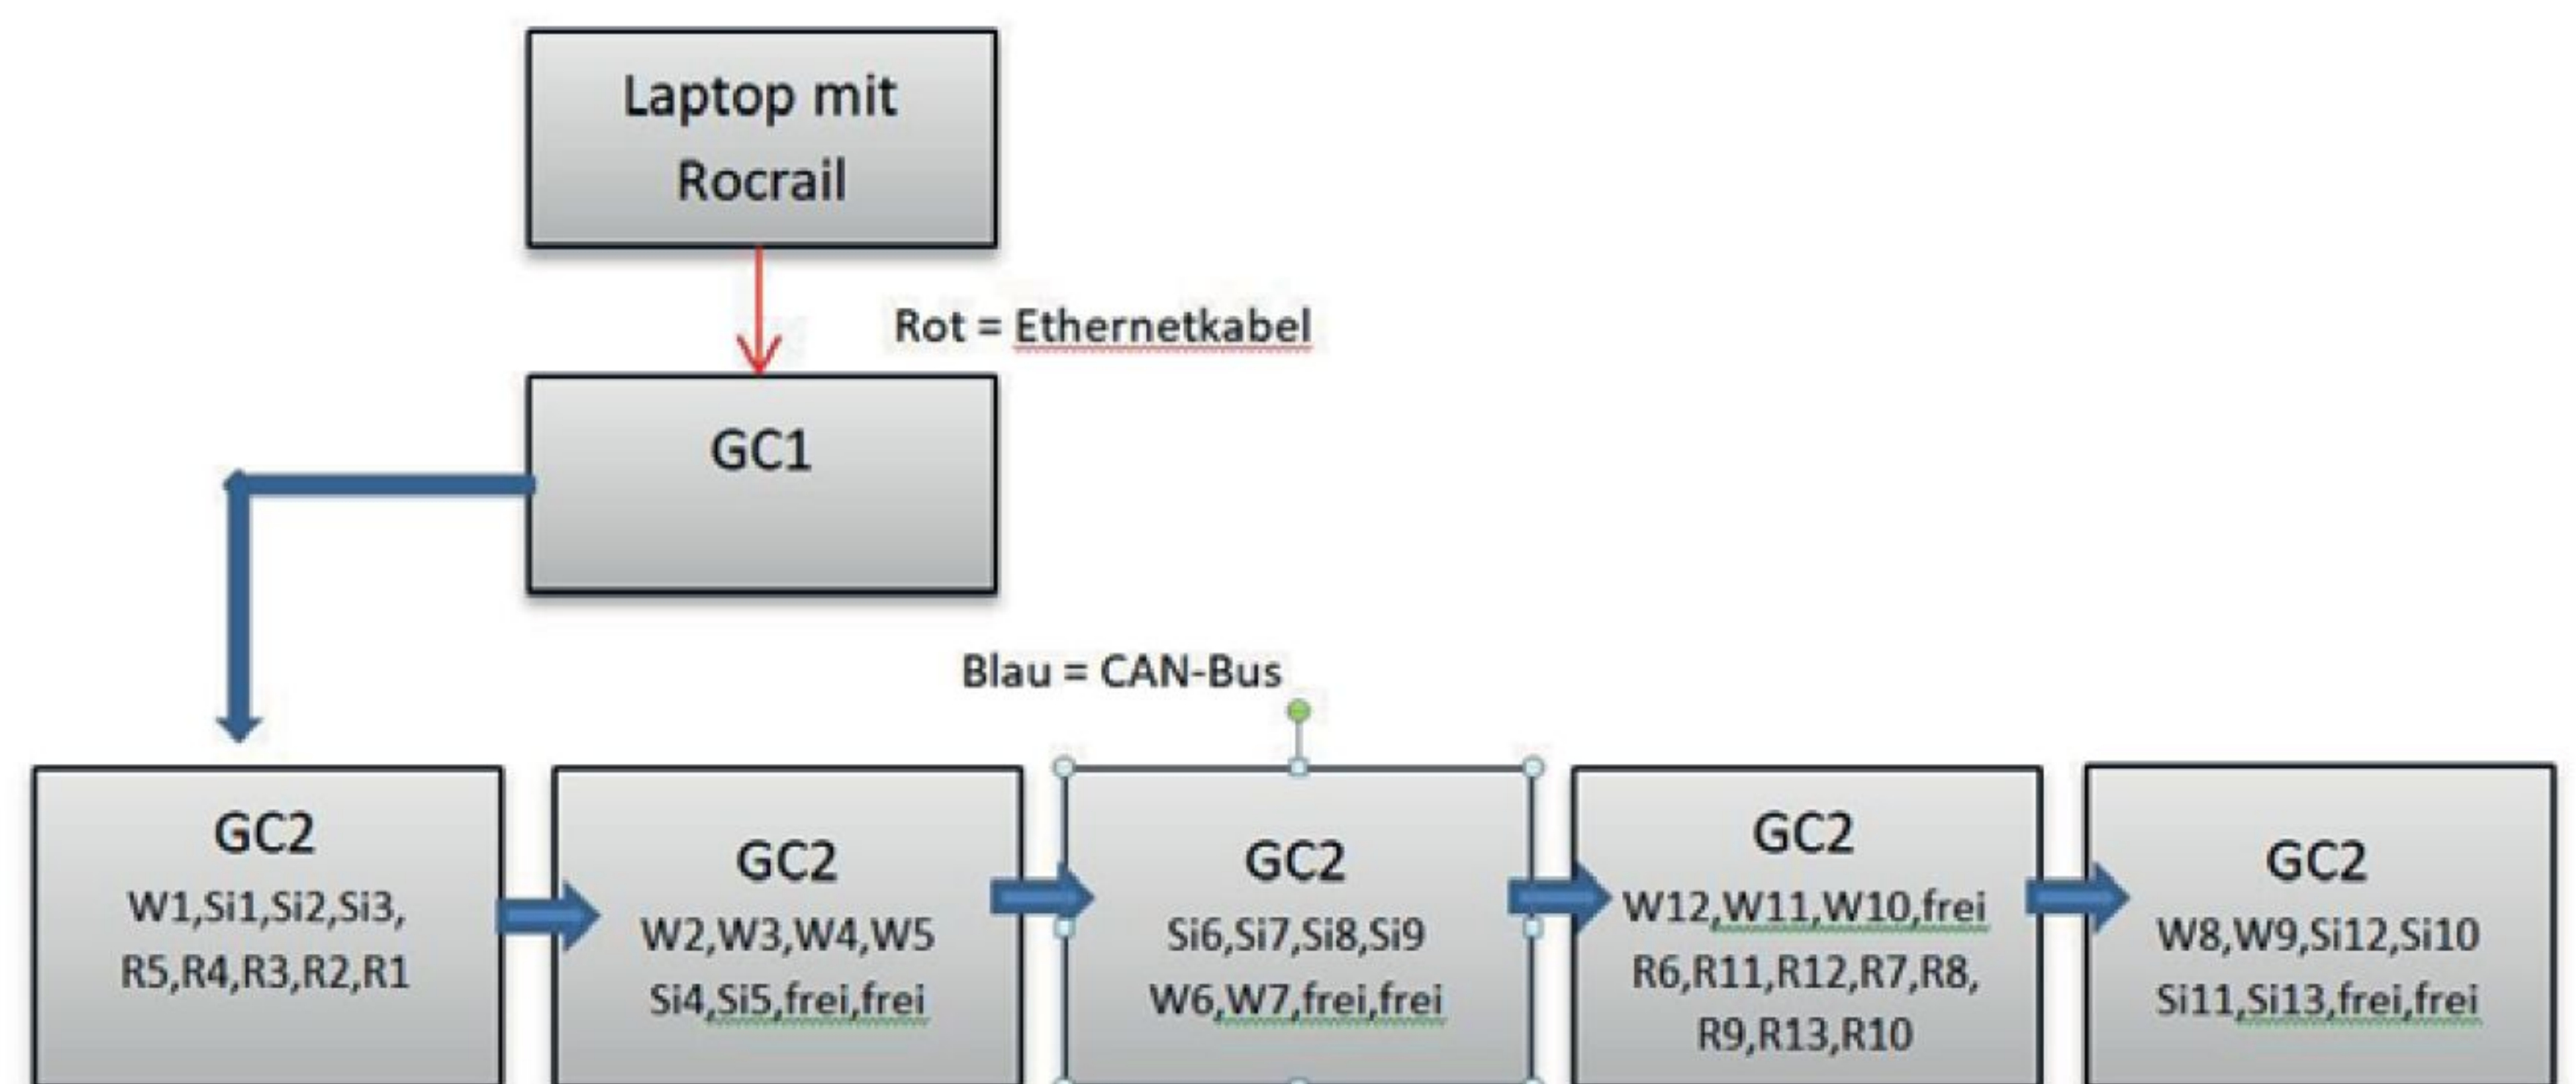 Laptop mit
Rocrail
Rot = Ethernetkabel
GC1
Blau = CAN-Bus
GC2
W1,Si1,Si2,Si3,
R5,R4,R3,R2,R1
GC2
W2,W3,W4,W5
Si4,Si5,frei,frei
GC2
Si6,Si7,Si8,Si9
W6,W7,frei,frei
GC2
W12,W11,W10,frei
R6,R11,R12,R7,R8,
R9,R13,R10
GC2
W8,W9,Si12,Si10
Si11,Si13,frei,frei